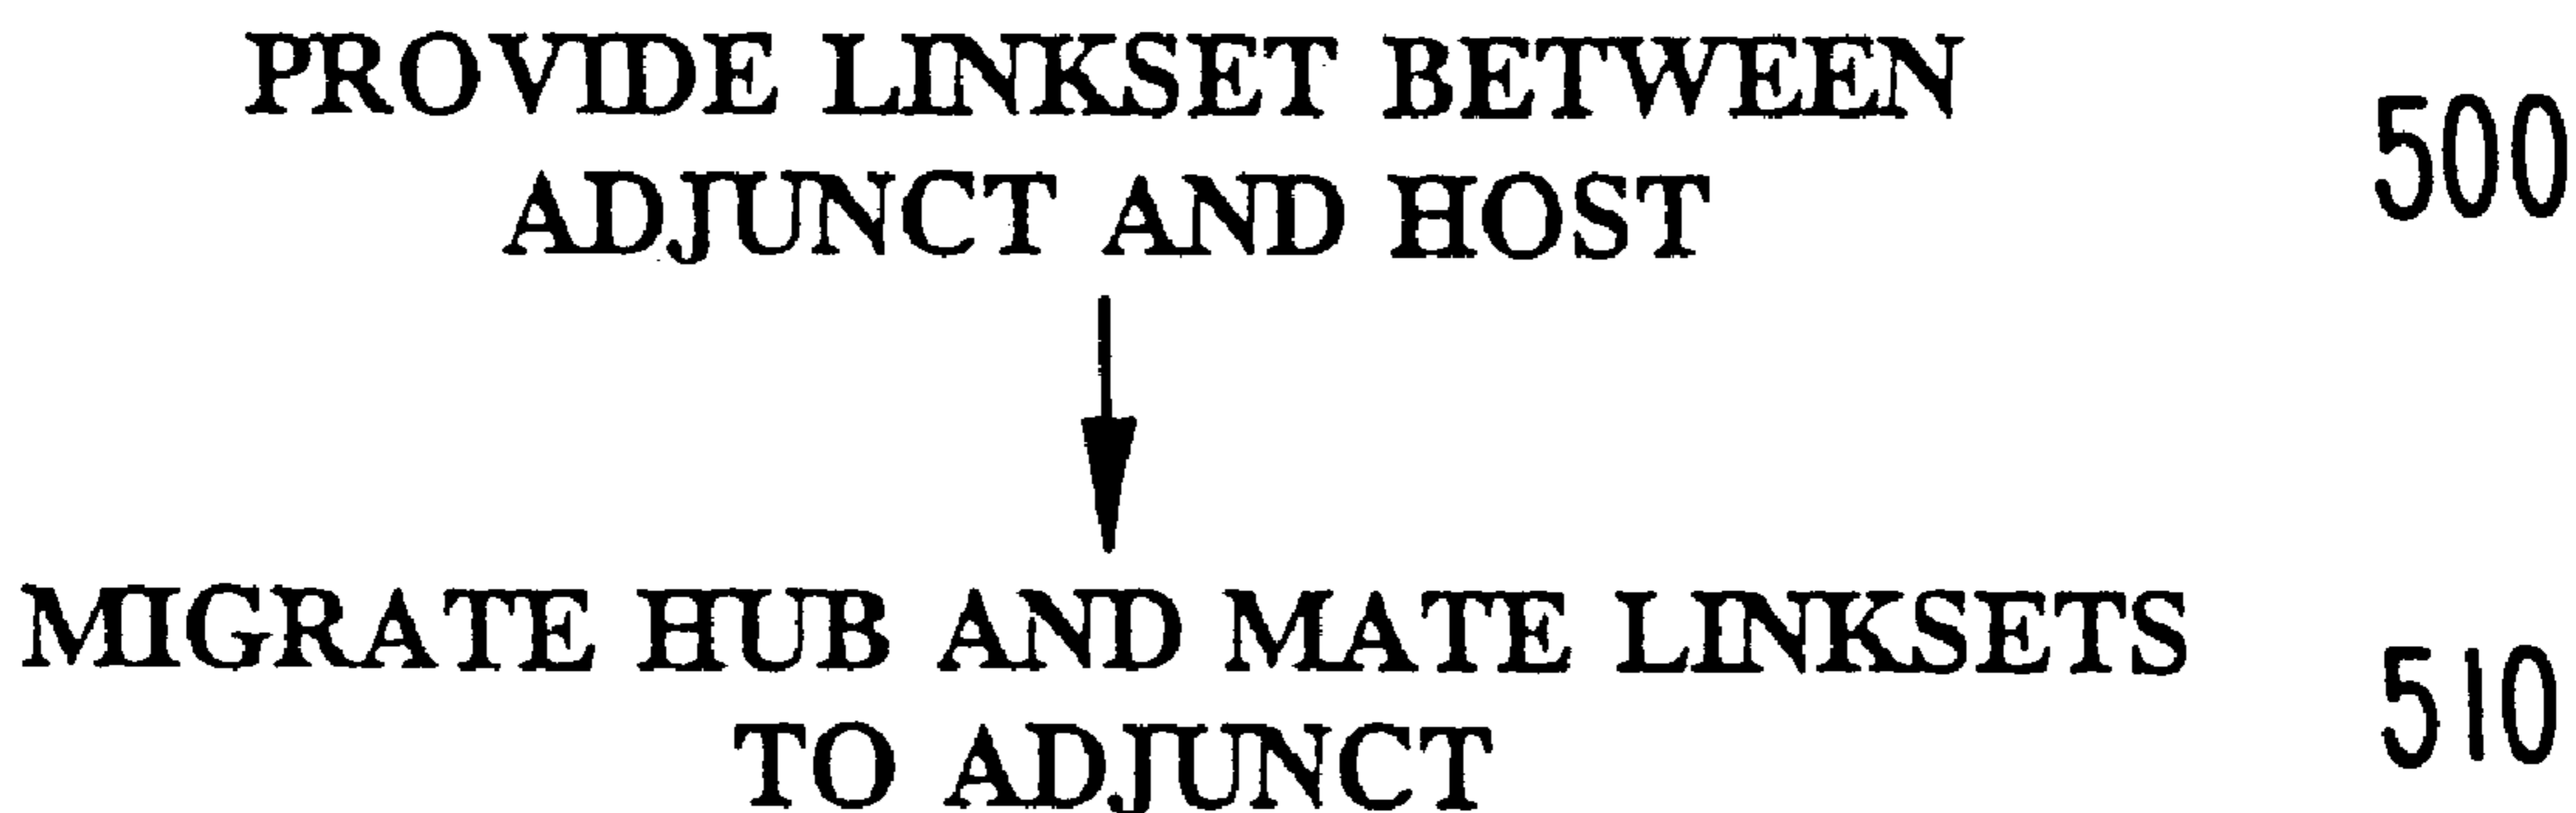 PROVIDE LINKSET BETWEEN
ADJUNCT AND HOST
500
MIGRATE HUB AND MATE LINKSETS
TO ADJUNCT
510